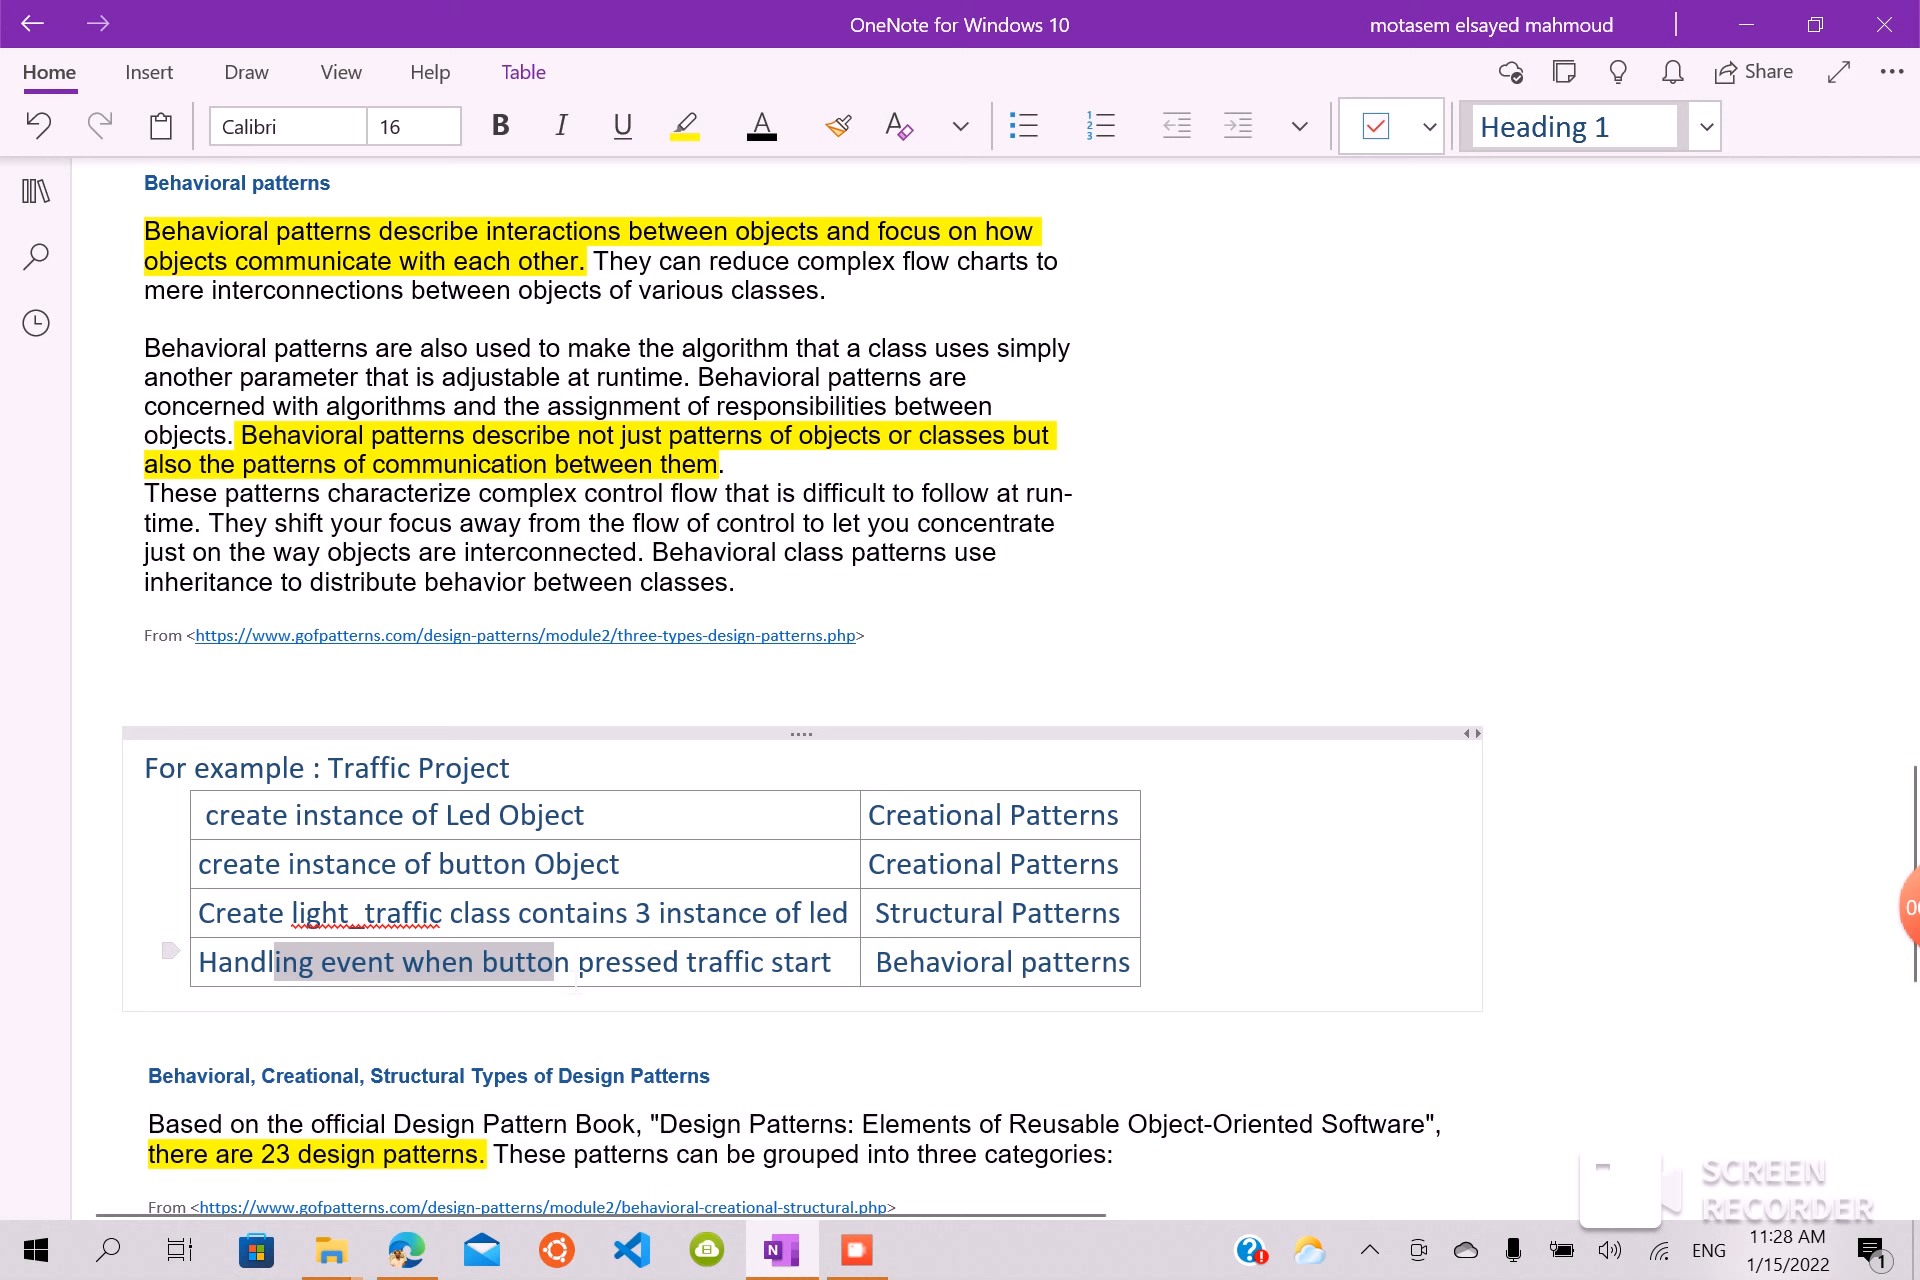 OneNote for Windows 10
motasem elsayed mahmoud
Home
Insert
Draw
View
Help
Table
Share
Calibri
16
B
I
U
A
A
1
2
3
Heading 1
Behavioral patterns
Behavioral patterns describe interactions between objects and focus on how
objects communicate with each other. They can reduce complex flow charts to
mere interconnections between objects of various classes.
Behavioral patterns are also used to make the algorithm that a class uses simply
another parameter that is adjustable at runtime. Behavioral patterns are
concerned with algorithms and the assignment of responsibilities between
objects. Behavioral patterns describe not just patterns of objects or classes but
also the patterns of communication between them.
These patterns characterize complex control flow that is difficult to follow at run-
time. They shift your focus away from the flow of control to let you concentrate
just on the way objects are interconnected. Behavioral class patterns use
inheritance to distribute behavior between classes.
From <https://www.gofpatterns.com/design-patterns/module2/three-types-design-patterns.php>
For example : Traffic Project
create instance of Led Object Creational Patterns
create instance of button Object Creational Patterns
Create light_traffic class contains 3 instance of led Structural Patterns
Handling event when button pressed traffic start Behavioral patterns
Behavioral, Creational, Structural Types of Design Patterns
Based on the official Design Pattern Book, "Design Patterns: Elements of Reusable Object-Oriented Software",
there are 23 design patterns. These patterns can be grouped into three categories:
From <https://www.gofpatterns.com/design-patterns/module2/behavioral-creational-structural.php>
SCREEN
RECORDER
ENG
11:28 AM
1/15/2022
1